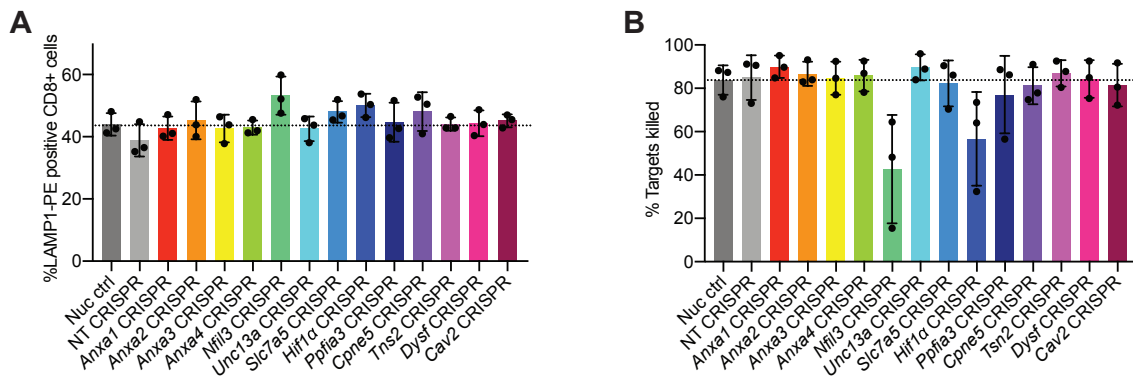 A
%LAMP1-PE positive CD8+ cells
60
40
20
0
Nuc ctrl
NT CRISPR
Anxa1 CRISPR
Anxa2 CRISPR
Anxa3 CRISPR
Anxa4 CRISPR
Nfil3 CRISPR
Unc13a CRISPR
Slc7a5 CRISPR
Hif1α CRISPR
Ppfia3 CRISPR
Cpne5 CRISPR
Tns2 CRISPR
Dysf CRISPR
Cav2 CRISPR
B
% Targets killed
100
80
60
40
20
0
Nuc ctrl
NT CRISPR
Anxa1 CRISPR
Anxa2 CRISPR
Anxa3 CRISPR
Anxa4 CRISPR
Nfil3 CRISPR
Unc13a CRISPR
Slc7a5 CRISPR
Hif1α CRISPR
Ppfia3 CRISPR
Cpne5 CRISPR
Tsn2 CRISPR
Dysf CRISPR
Cav2 CRISPR